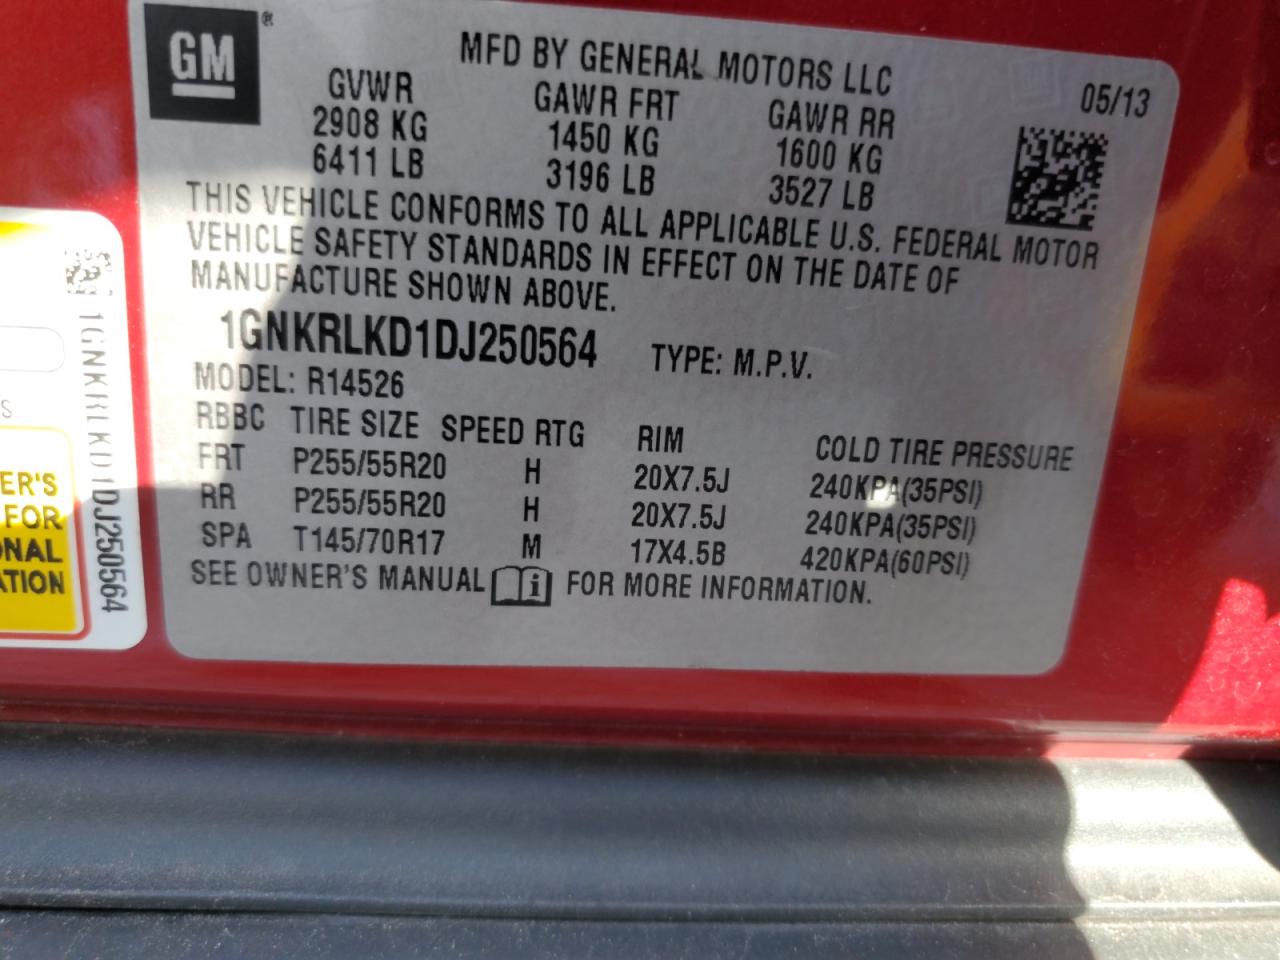 GM®
MFD BY GENERAL MOTORS LLC
05/13
GVWR GAWR FRT GAWR RR
2908 KG 1450 KG 1600 KG
6411 LB 3196 LB 3527 LB
THIS VEHICLE CONFORMS TO ALL APPLICABLE U.S. FEDERAL MOTOR
VEHICLE SAFETY STANDARDS IN EFFECT ON THE DATE OF
MANUFACTURE SHOWN ABOVE.
1GNKRLKD1DJ250564 TYPE: M.P.V.
MODEL: R14526
RBBC TIRE SIZE SPEED RTG RIM COLD TIRE PRESSURE
FRT P255/55R20 H 20X7.5J 240KPA(35PSI)
RR P255/55R20 H 20X7.5J 240KPA(35PSI)
SPA T145/70R17 M 17X4.5B 420KPA(60PSI)
SEE OWNER'S MANUAL FOR MORE INFORMATION.
1GNKRLKD1DJ250564
S
ER'S
FOR
ONAL
ATION